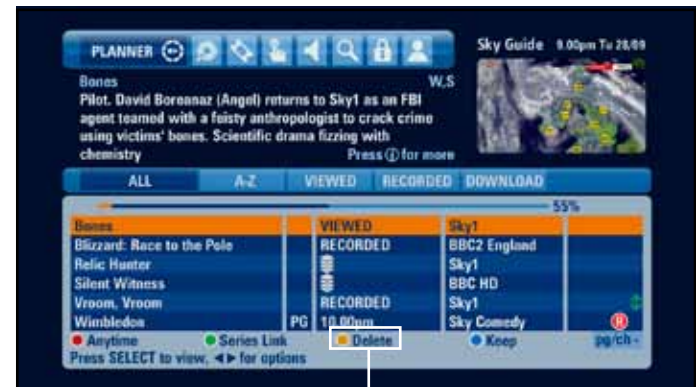 PLANNER
Sky Guide 9.00pm Tu 28/09
Bones W,S
Pilot. David Boreanaz (Angel) returns to Sky1 as an FBI
agent teamed with a feisty anthropologist to crack crime
using victims' bones. Scientific drama fizzing with
chemistry Press i for more
ALL A-Z VIEWED RECORDED DOWNLOAD
55%
Bones VIEWED Sky1
Blizzard: Race to the Pole RECORDED BBC2 England
Relic Hunter Sky1
Silent Witness BBC HD
Vroom, Vroom RECORDED Sky1
Wimbledon PG 10.00pm Sky Comedy R
Anytime Series Link Delete Keep pg/ch -
Press SELECT to view, ◄► for options